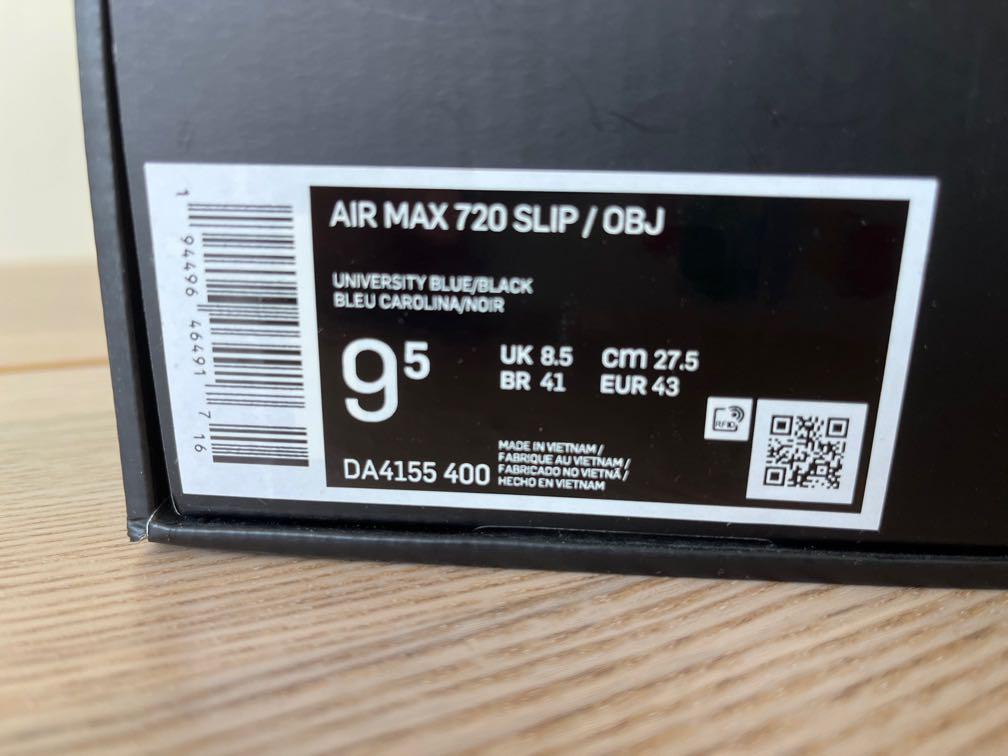 1 94496 46491 7 16
AIR MAX 720 SLIP / OBJ
UNIVERSITY BLUE/BLACK
BLEU CAROLINA/NOIR
9 5
UK 8.5 cm 27.5
BR 41 EUR 43
RFID
DA4155 400
MADE IN VIETNAM /
FABRIQUE AU VIETNAM /
FABRICADO NO VIETNÃ /
HECHO EN VIETNAM